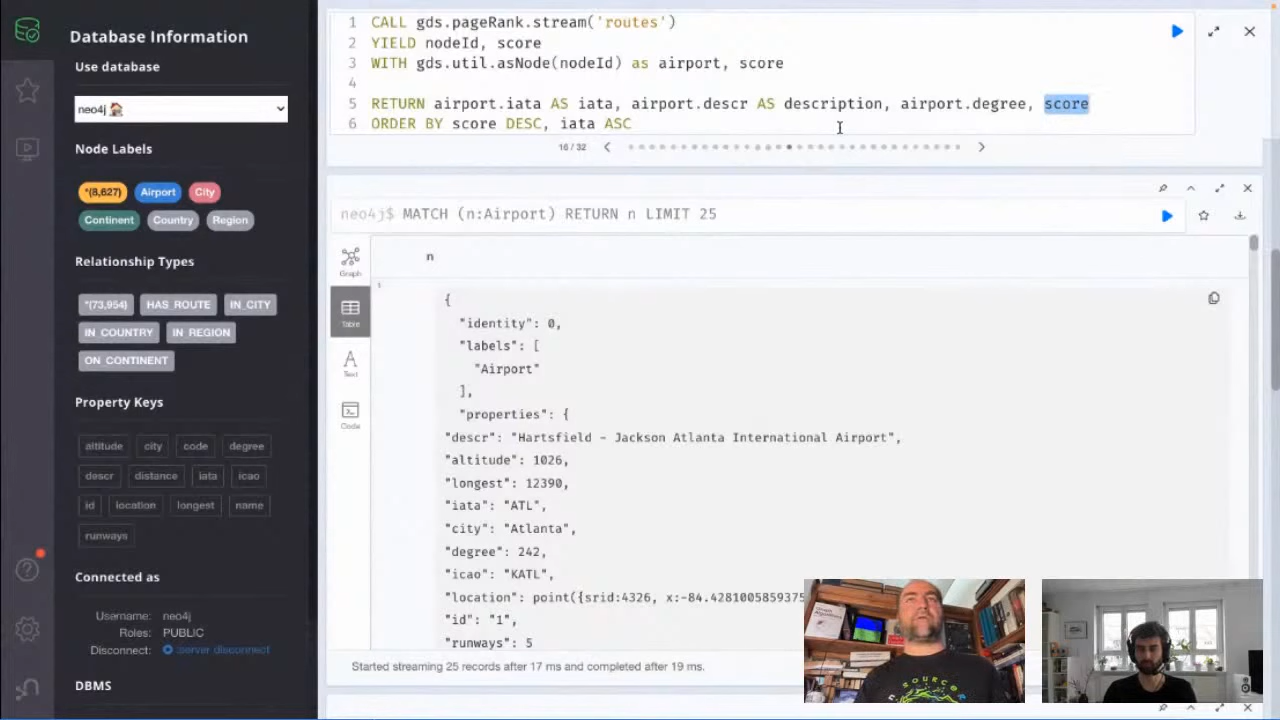 Database Information
Use database
neo4j
Node Labels
*(8,627) Airport City
Continent Country Region
Relationship Types
*(73,954) HAS_ROUTE IN_CITY
IN_COUNTRY IN_REGION
ON_CONTINENT
Property Keys
altitude city code degree
descr distance iata icao
id location longest name
runways
Connected as
Username: neo4j
Roles: PUBLIC
Disconnect: server disconnect
DBMS
1 CALL gds.pageRank.stream('routes')
2 YIELD nodeId, score
3 WITH gds.util.asNode(nodeId) as airport, score
4
5 RETURN airport.iata AS iata, airport.descr AS description, airport.degree, score
6 ORDER BY score DESC, iata ASC
16 / 32
neo4j$ MATCH (n:Airport) RETURN n LIMIT 25
Graph
Table
Text
Code
n
1
{
"identity": 0,
"labels": [
"Airport"
],
"properties": {
"descr": "Hartsfield - Jackson Atlanta International Airport",
"altitude": 1026,
"longest": 12390,
"iata": "ATL",
"city": "Atlanta",
"degree": 242,
"icao": "KATL",
"location": point({srid:4326, x:-84.4281005859375
"id": "1",
"runways": 5
Started streaming 25 records after 17 ms and completed after 19 ms.